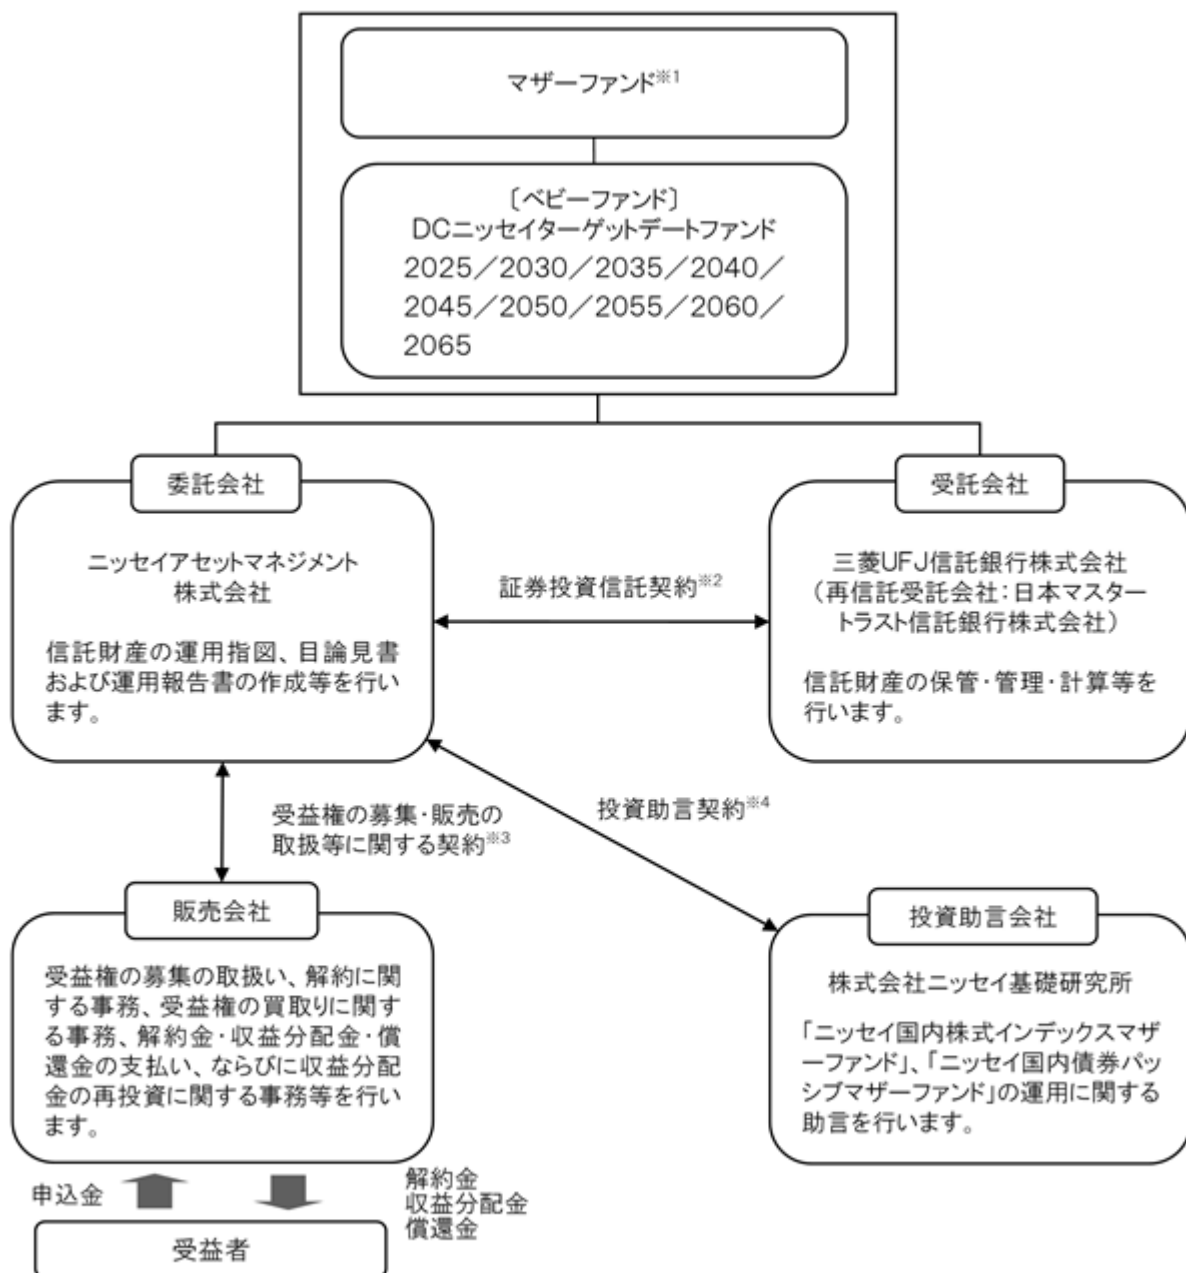 マザーファンド※1
〔ベビーファンド〕
DCニッセイターゲットデートファンド
2025／2030／2035／2040／
2045／2050／2055／2060／
2065
委託会社
ニッセイアセットマネジメント
株式会社
信託財産の運用指図、目論見書
および運用報告書の作成等を行い
ます。
証券投資信託契約※2
受託会社
三菱UFJ信託銀行株式会社
（再信託受託会社：日本マスター
トラスト信託銀行株式会社）
信託財産の保管・管理・計算等を
行います。
受益権の募集・販売の
取扱等に関する契約※3
投資助言契約※4
販売会社
受益権の募集の取扱い、解約に関
する事務、受益権の買取りに関す
る事務、解約金・収益分配金・償
還金の支払い、ならびに収益分配
金の再投資に関する事務等を行い
ます。
投資助言会社
株式会社ニッセイ基礎研究所
「ニッセイ国内株式インデックスマザ
ーファンド」、「ニッセイ国内債券パッ
シブマザーファンド」の運用に関する
助言を行います。
申込金
解約金
収益分配金
償還金
受益者